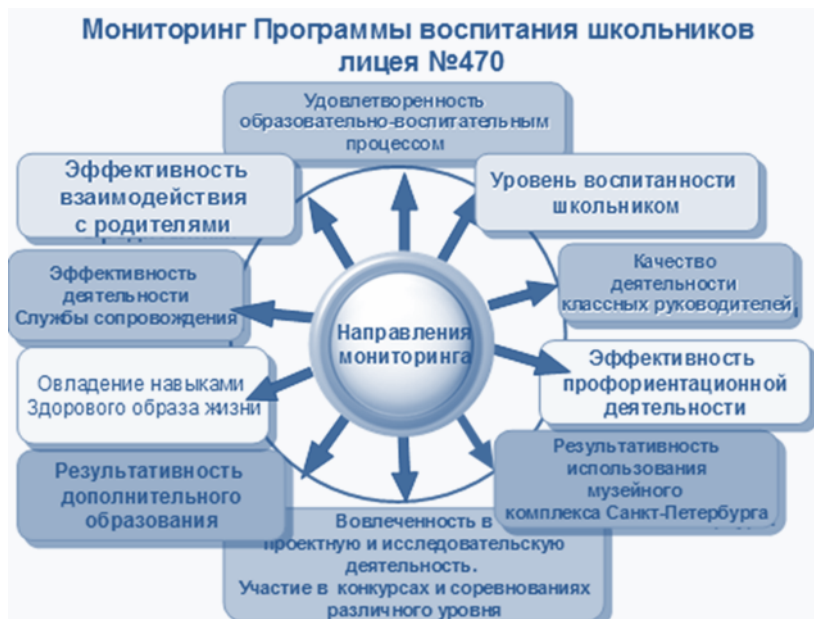 Мониторинг Программы воспитания школьников
лицея №470
Удовлетворенность
образовательно-воспитательным
процессом
Эффективность
взаимодействия
с родителями
Уровень воспитанности
школьником
Эффективность
деятельности
Службы сопровождения
Качество
деятельности
классных руководителей
Направления
мониторинга
Овладение навыками
Здорового образа жизни
Эффективность
профориентационной
деятельности
Результативность
дополнительного
образования
Результативность
использования
музейного
комплекса Санкт-Петербурга
Вовлеченность в
проектную и исследовательскую
деятельность.
Участие в конкурсах и соревнованиях
различного уровня